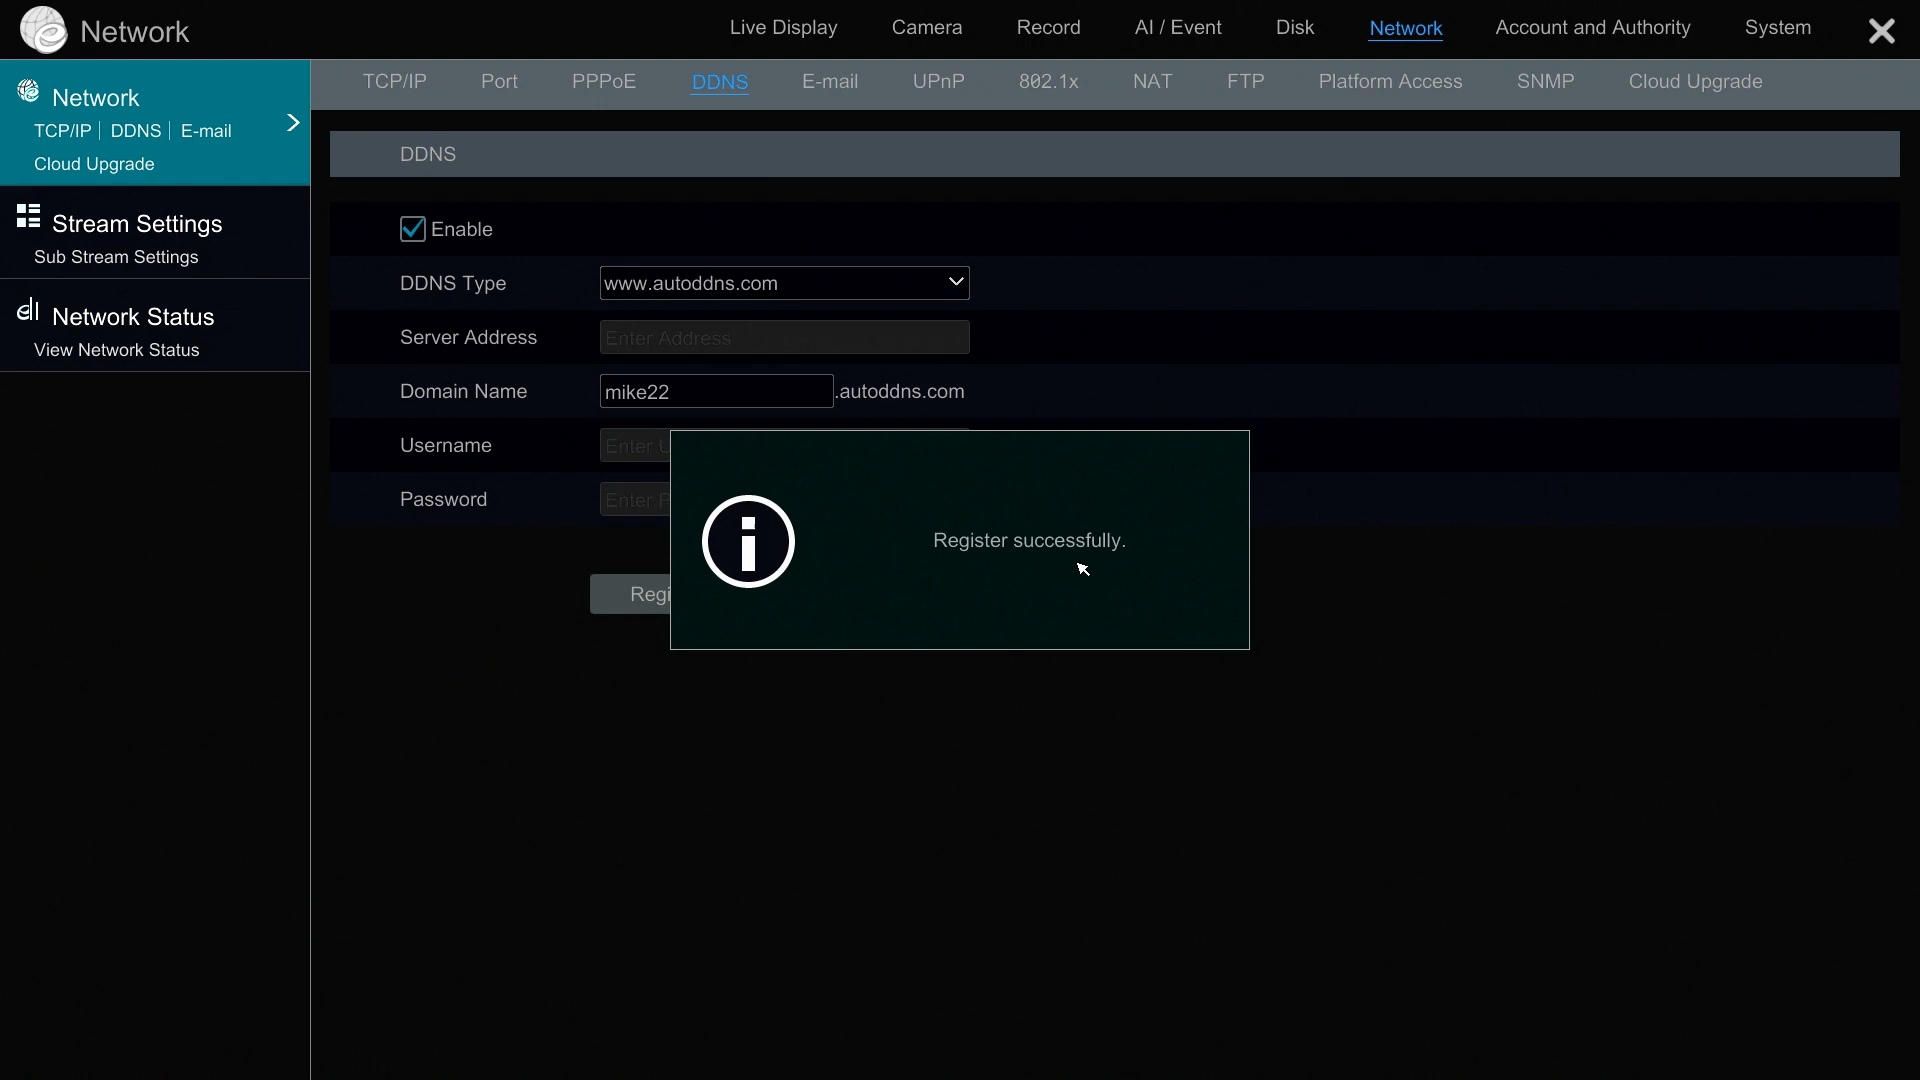 Network
Live Display Camera Record AI / Event Disk Network Account and Authority System
TCP/IP Port PPPoE DDNS E-mail UPnP 802.1x NAT FTP Platform Access SNMP Cloud Upgrade
Network
TCP/IP | DDNS | E-mail
Cloud Upgrade
Stream Settings
Sub Stream Settings
Network Status
View Network Status
DDNS
Enable
DDNS Type www.autoddns.com
Server Address Enter Address
Domain Name mike22 .autoddns.com
Username Enter
Password Enter
Register successfully.